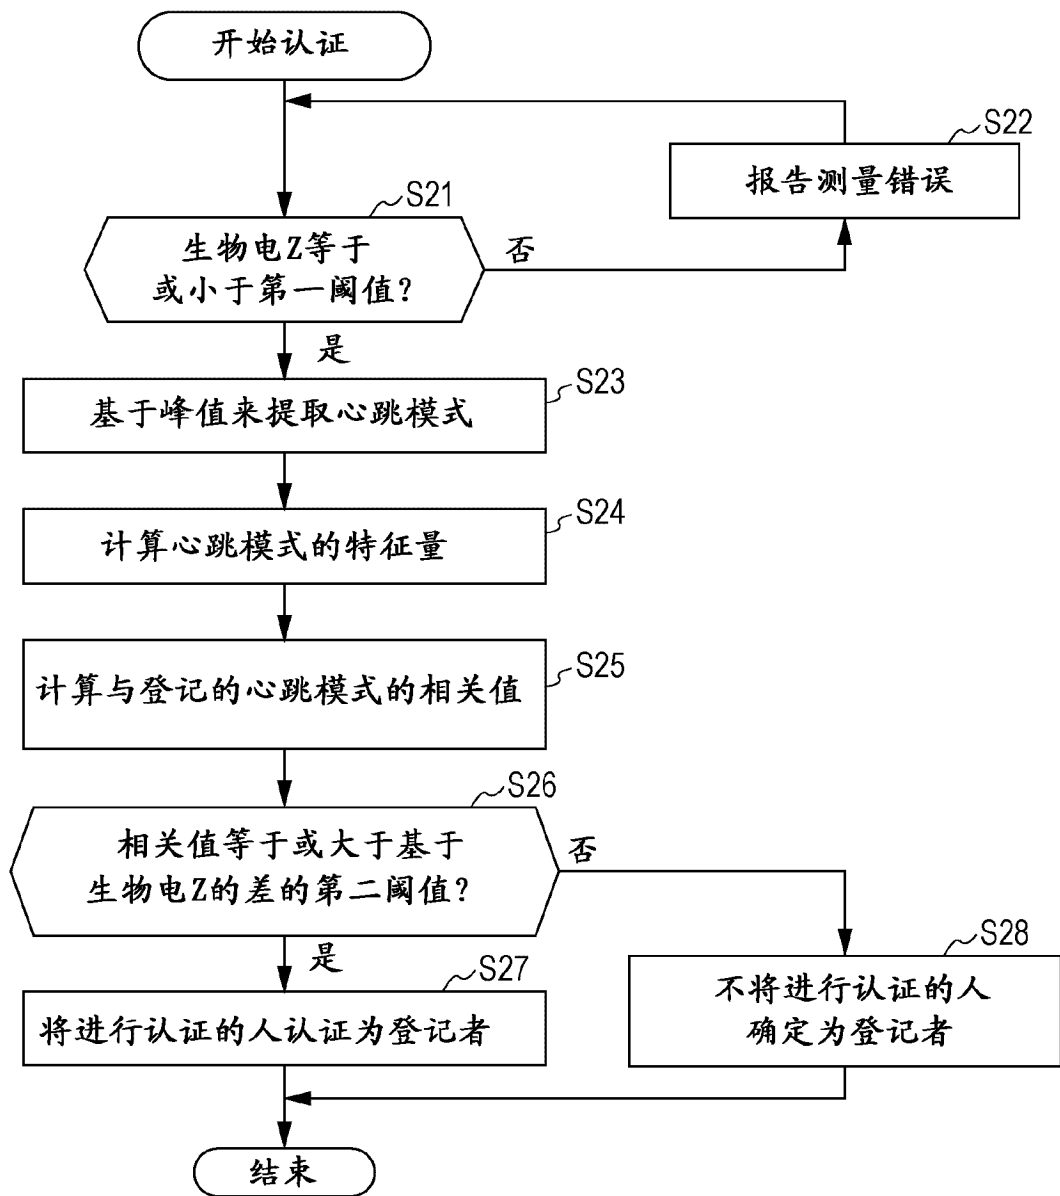 开始认证
S22
报告测量错误
S21
生物电Z等于
或小于第一阈值?
否
是
S23
基于峰值来提取心跳模式
S24
计算心跳模式的特征量
S25
计算与登记的心跳模式的相关值
S26
相关值等于或大于基于
生物电Z的差的第二阈值?
否
是
S27
将进行认证的人认证为登记者
S28
不将进行认证的人
确定为登记者
结束